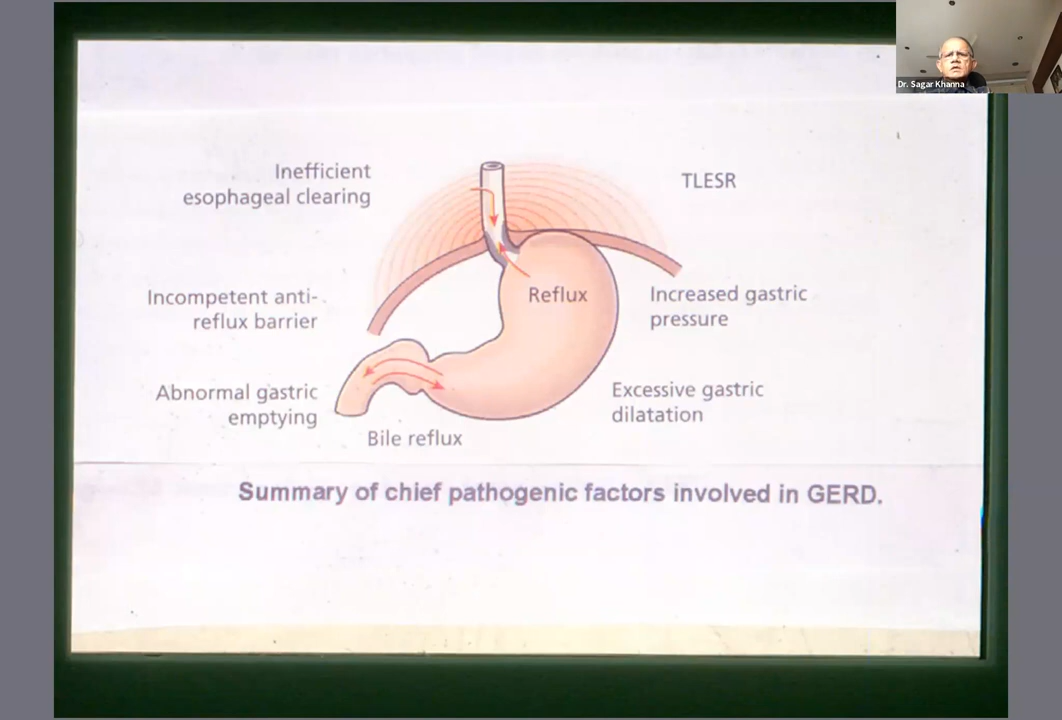 Dr. Sagar Khanna
Inefficient
esophageal clearing
TLESR
Incompetent anti-
reflux barrier
Reflux
Increased gastric
pressure
Abnormal gastric
emptying
Excessive gastric
dilatation
Bile reflux
Summary of chief pathogenic factors involved in GERD.